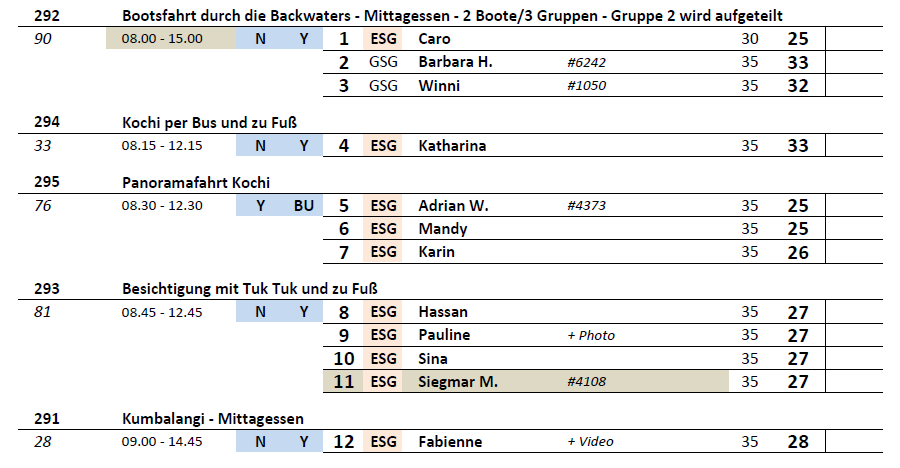 292 Bootsfahrt durch die Backwaters - Mittagessen - 2 Boote/3 Gruppen - Gruppe 2 wird aufgeteilt
90 08.00 - 15.00 N Y 1 ESG Caro 30 25
2 GSG Barbara H. #6242 35 33
3 GSG Winni #1050 35 32
294 Kochi per Bus und zu Fuß
33 08.15 - 12.15 N Y 4 ESG Katharina 35 33
295 Panoramafahrt Kochi
76 08.30 - 12.30 Y BU 5 ESG Adrian W. #4373 35 25
6 ESG Mandy 35 25
7 ESG Karin 35 26
293 Besichtigung mit Tuk Tuk und zu Fuß
81 08.45 - 12.45 N Y 8 ESG Hassan 35 27
9 ESG Pauline + Photo 35 27
10 ESG Sina 35 27
11 ESG Siegmar M. #4108 35 27
291 Kumbalangi - Mittagessen
28 09.00 - 14.45 N Y 12 ESG Fabienne + Video 35 28